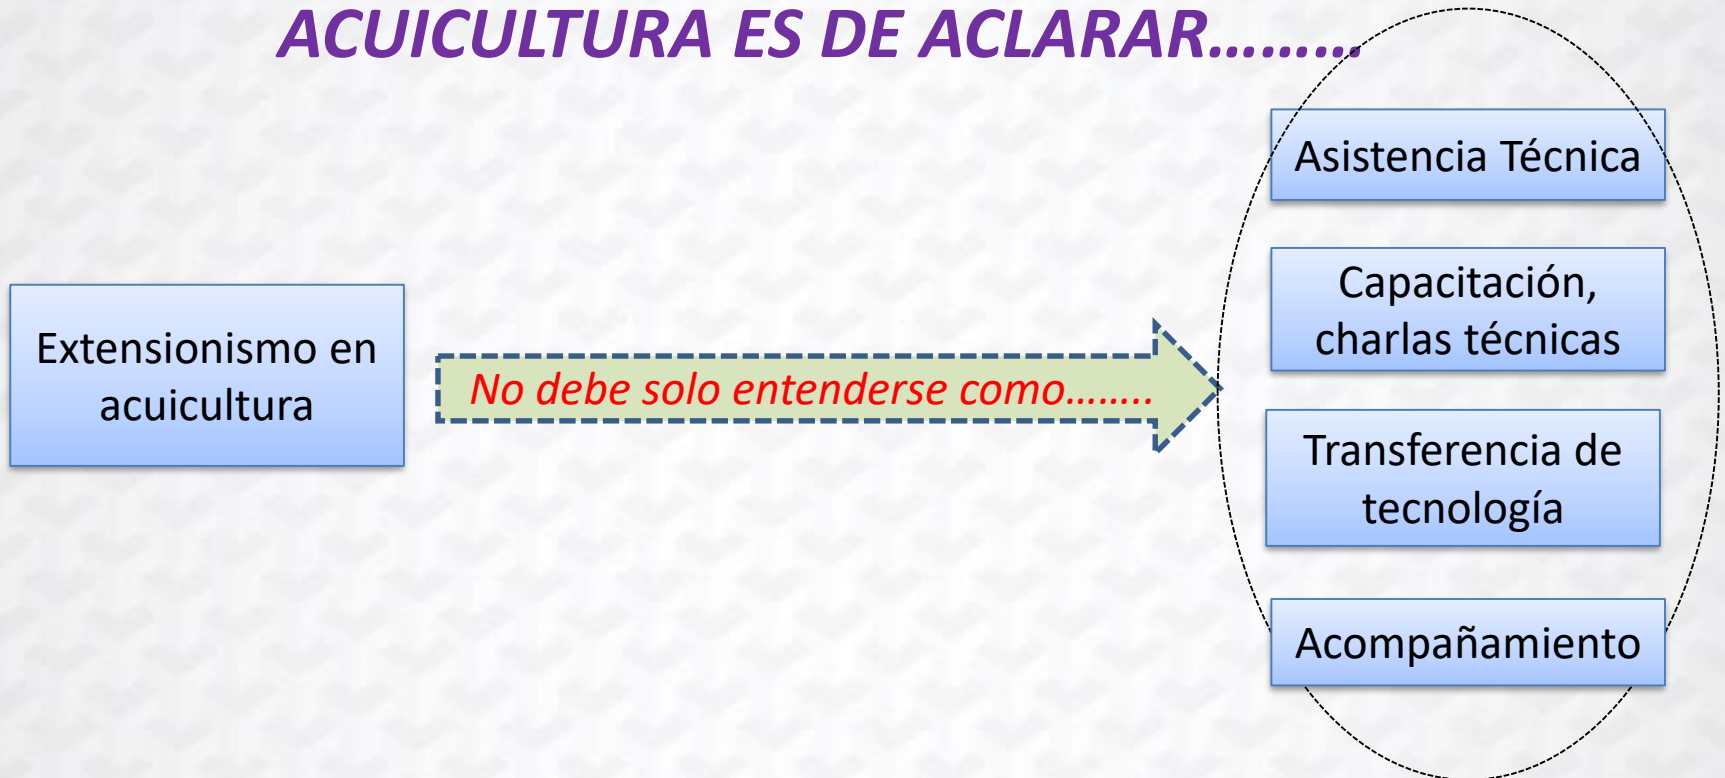 ACUICULTURA ES DE ACLARAR………
Extensionismo en
acuicultura
No debe solo entenderse como……..
Asistencia Técnica
Capacitación,
charlas técnicas
Transferencia de
tecnología
Acompañamiento